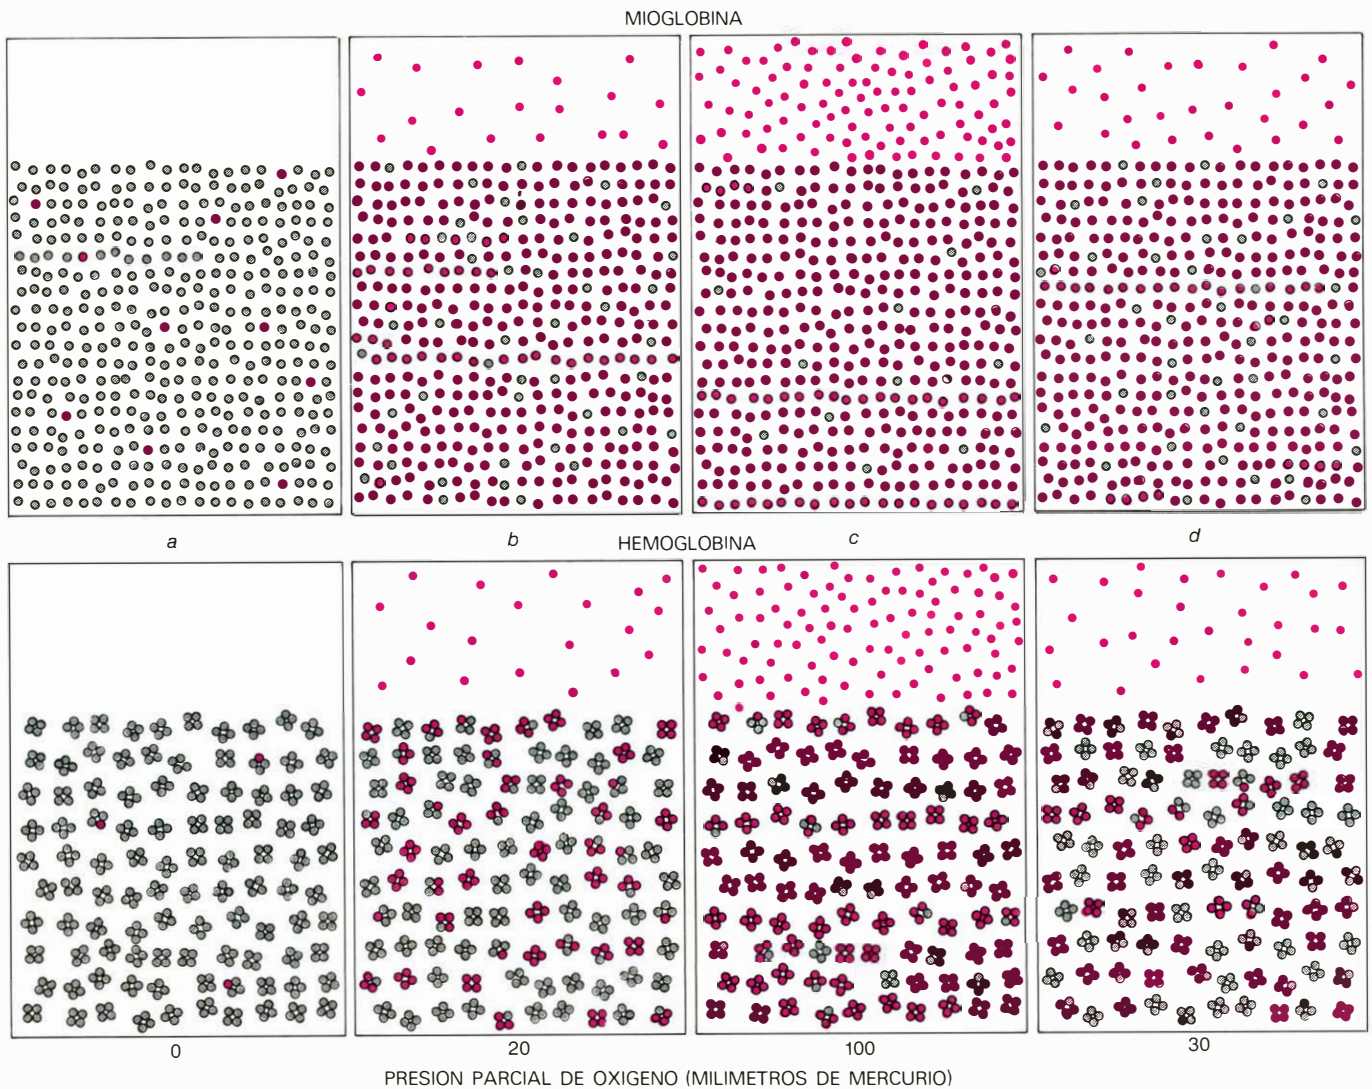 MIOGLOBINA
a b c d
HEMOGLOBINA
0 20 100 30
PRESION PARCIAL DE OXIGENO (MILIMETROS DE MERCURIO)